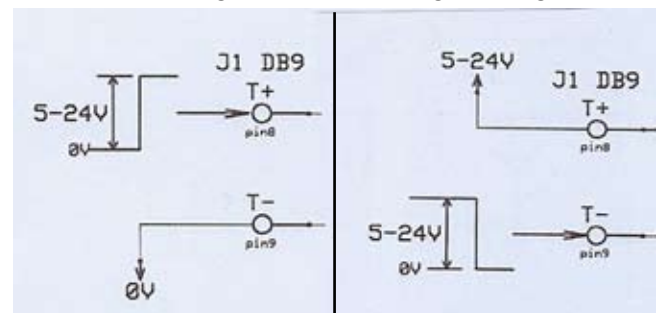 J1 DB9
T+
5-24V
0V
pin8
T-
pin9
0V
5-24V
J1 DB9
T+
pin8
T-
5-24V
pin9
0V